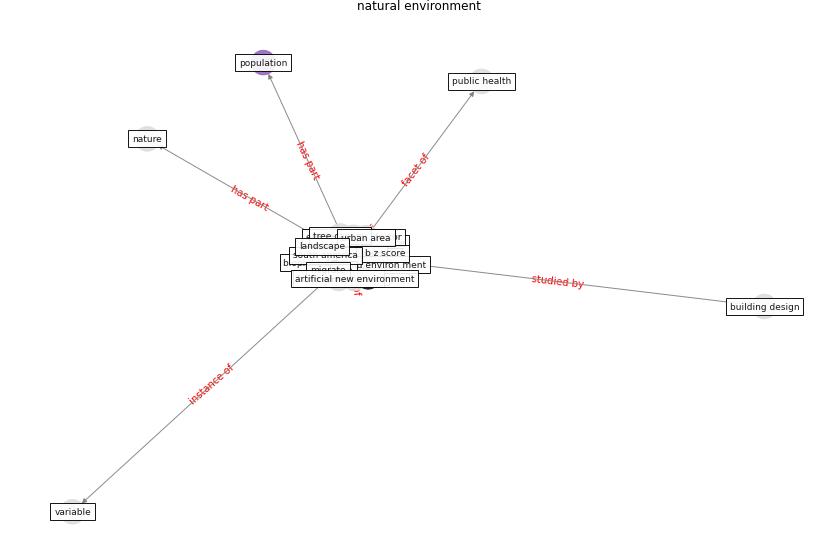 natural environment
population
public health
nature
has part
facet of
has part
tree
urban area
landscape
b z score
south america
environ ment
migrate
artificial new environment
studied by
building design
instance of
variable